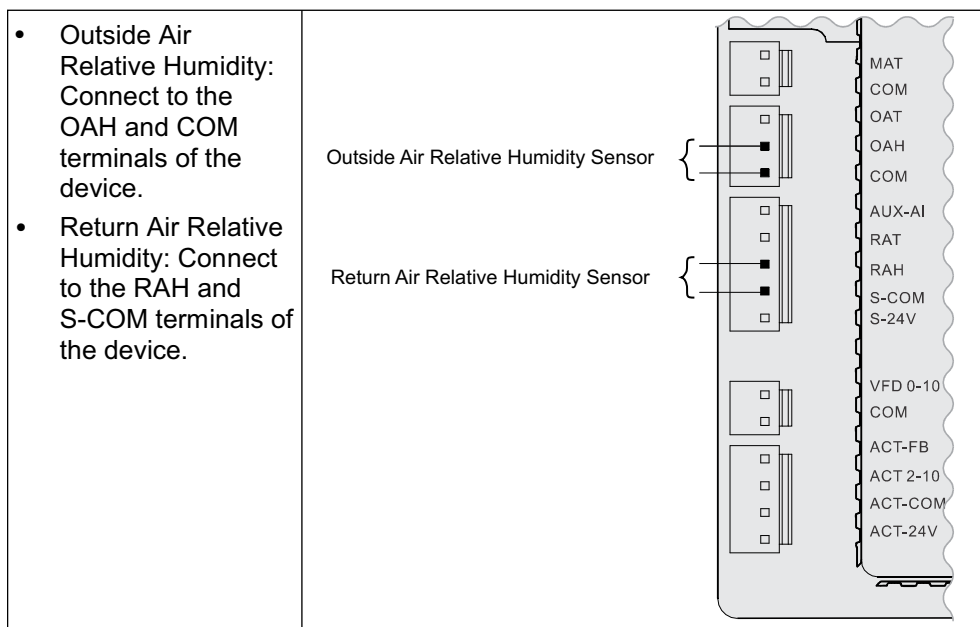 • Outside Air
Relative Humidity:
Connect to the
OAH and COM
terminals of the
device.
• Return Air Relative
Humidity: Connect
to the RAH and
S-COM terminals of
the device.
Outside Air Relative Humidity Sensor
Return Air Relative Humidity Sensor
MAT
COM
OAT
OAH
COM
AUX-AI
RAT
RAH
S-COM
S-24V
VFD 0-10
COM
ACT-FB
ACT 2-10
ACT-COM
ACT-24V